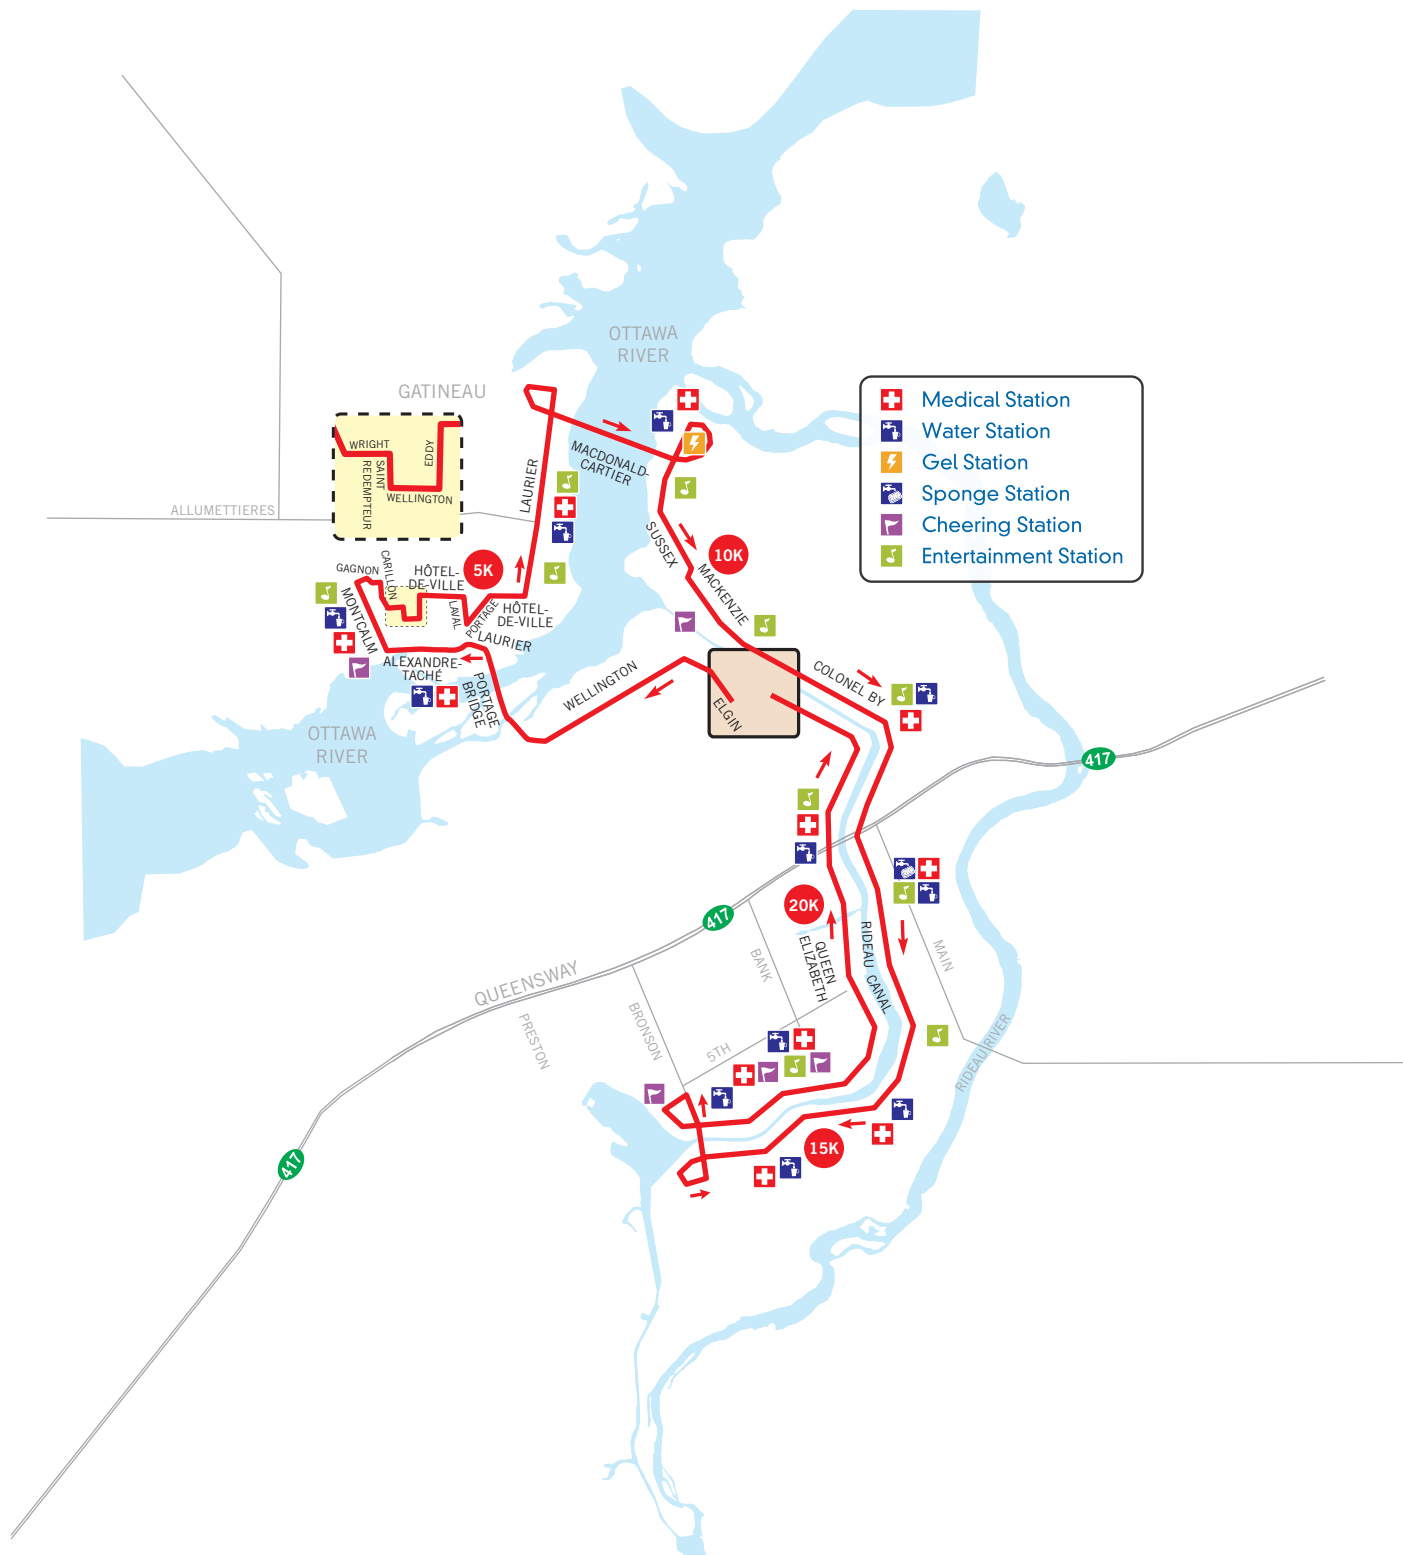 OTTAWA
RIVER
GATINEAU
Medical Station
Water Station
Gel Station
Sponge Station
Cheering Station
Entertainment Station
WRIGHT
EDDY
SAINT
REDEMPTEUR
WELLINGTON
ALLUMETTIERES
LAURIER
MACDONALD-
CARTIER
SUSSEX
10K
MACKENZIE
GAGNON
CARILLON
HÔTEL-
DE-VILLE
5K
MONTCALM
LAVAL
PORTAGE
HÔTEL-
DE-VILLE
LAURIER
ALEXANDRE-
TACHÉ
PORTAGE
BRIDGE
WELLINGTON
ELGIN
COLONEL BY
OTTAWA
RIVER
417
417
20K
QUEEN
ELIZABETH
RIDEAU CANAL
MAIN
BANK
QUEENSWAY
PRESTON
BRONSON
5TH
RIDEAU RIVER
15K
417